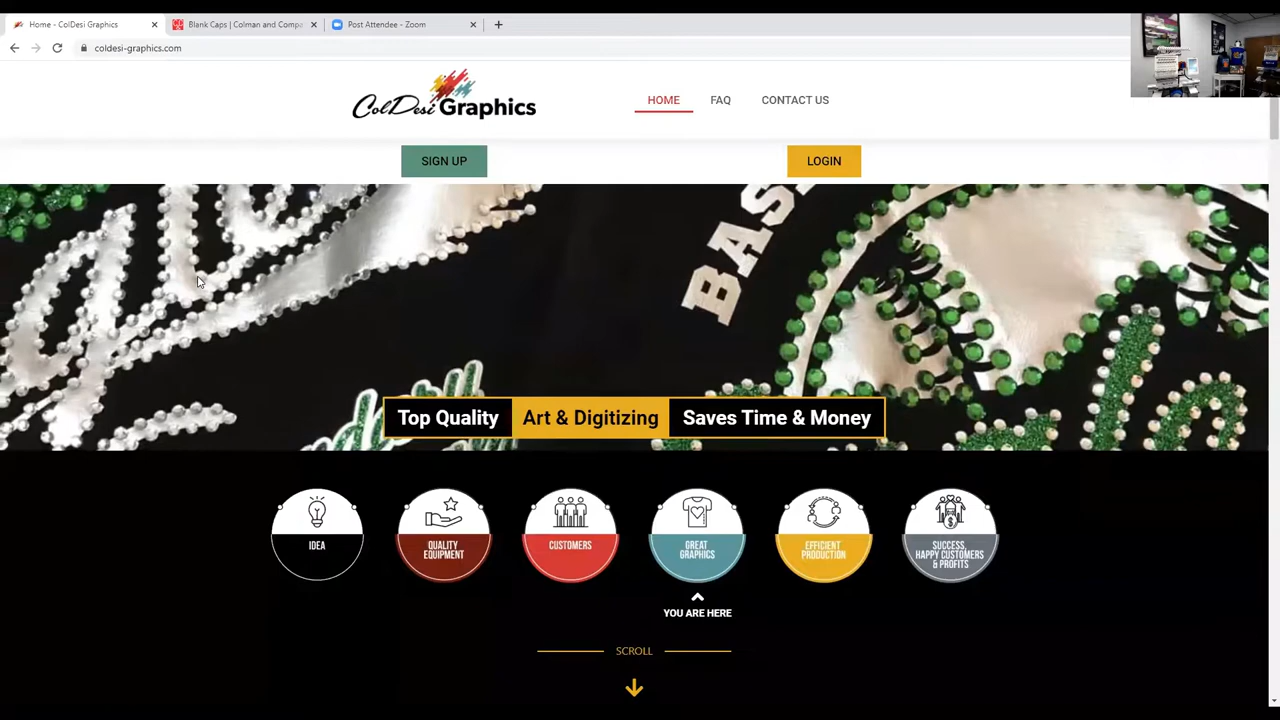 Home - ColDesi Graphics
Blank Caps | Colman and Compa
Post Attendee - Zoom
coldesi-graphics.com
ColDesi Graphics
HOME
FAQ
CONTACT US
SIGN UP
LOGIN
BAS
Top Quality
Art & Digitizing
Saves Time & Money
IDEA
QUALITY
EQUIPMENT
CUSTOMERS
GREAT
GRAPHICS
EFFICIENT
PRODUCTION
SUCCESS,
HAPPY CUSTOMERS
& PROFITS
YOU ARE HERE
SCROLL